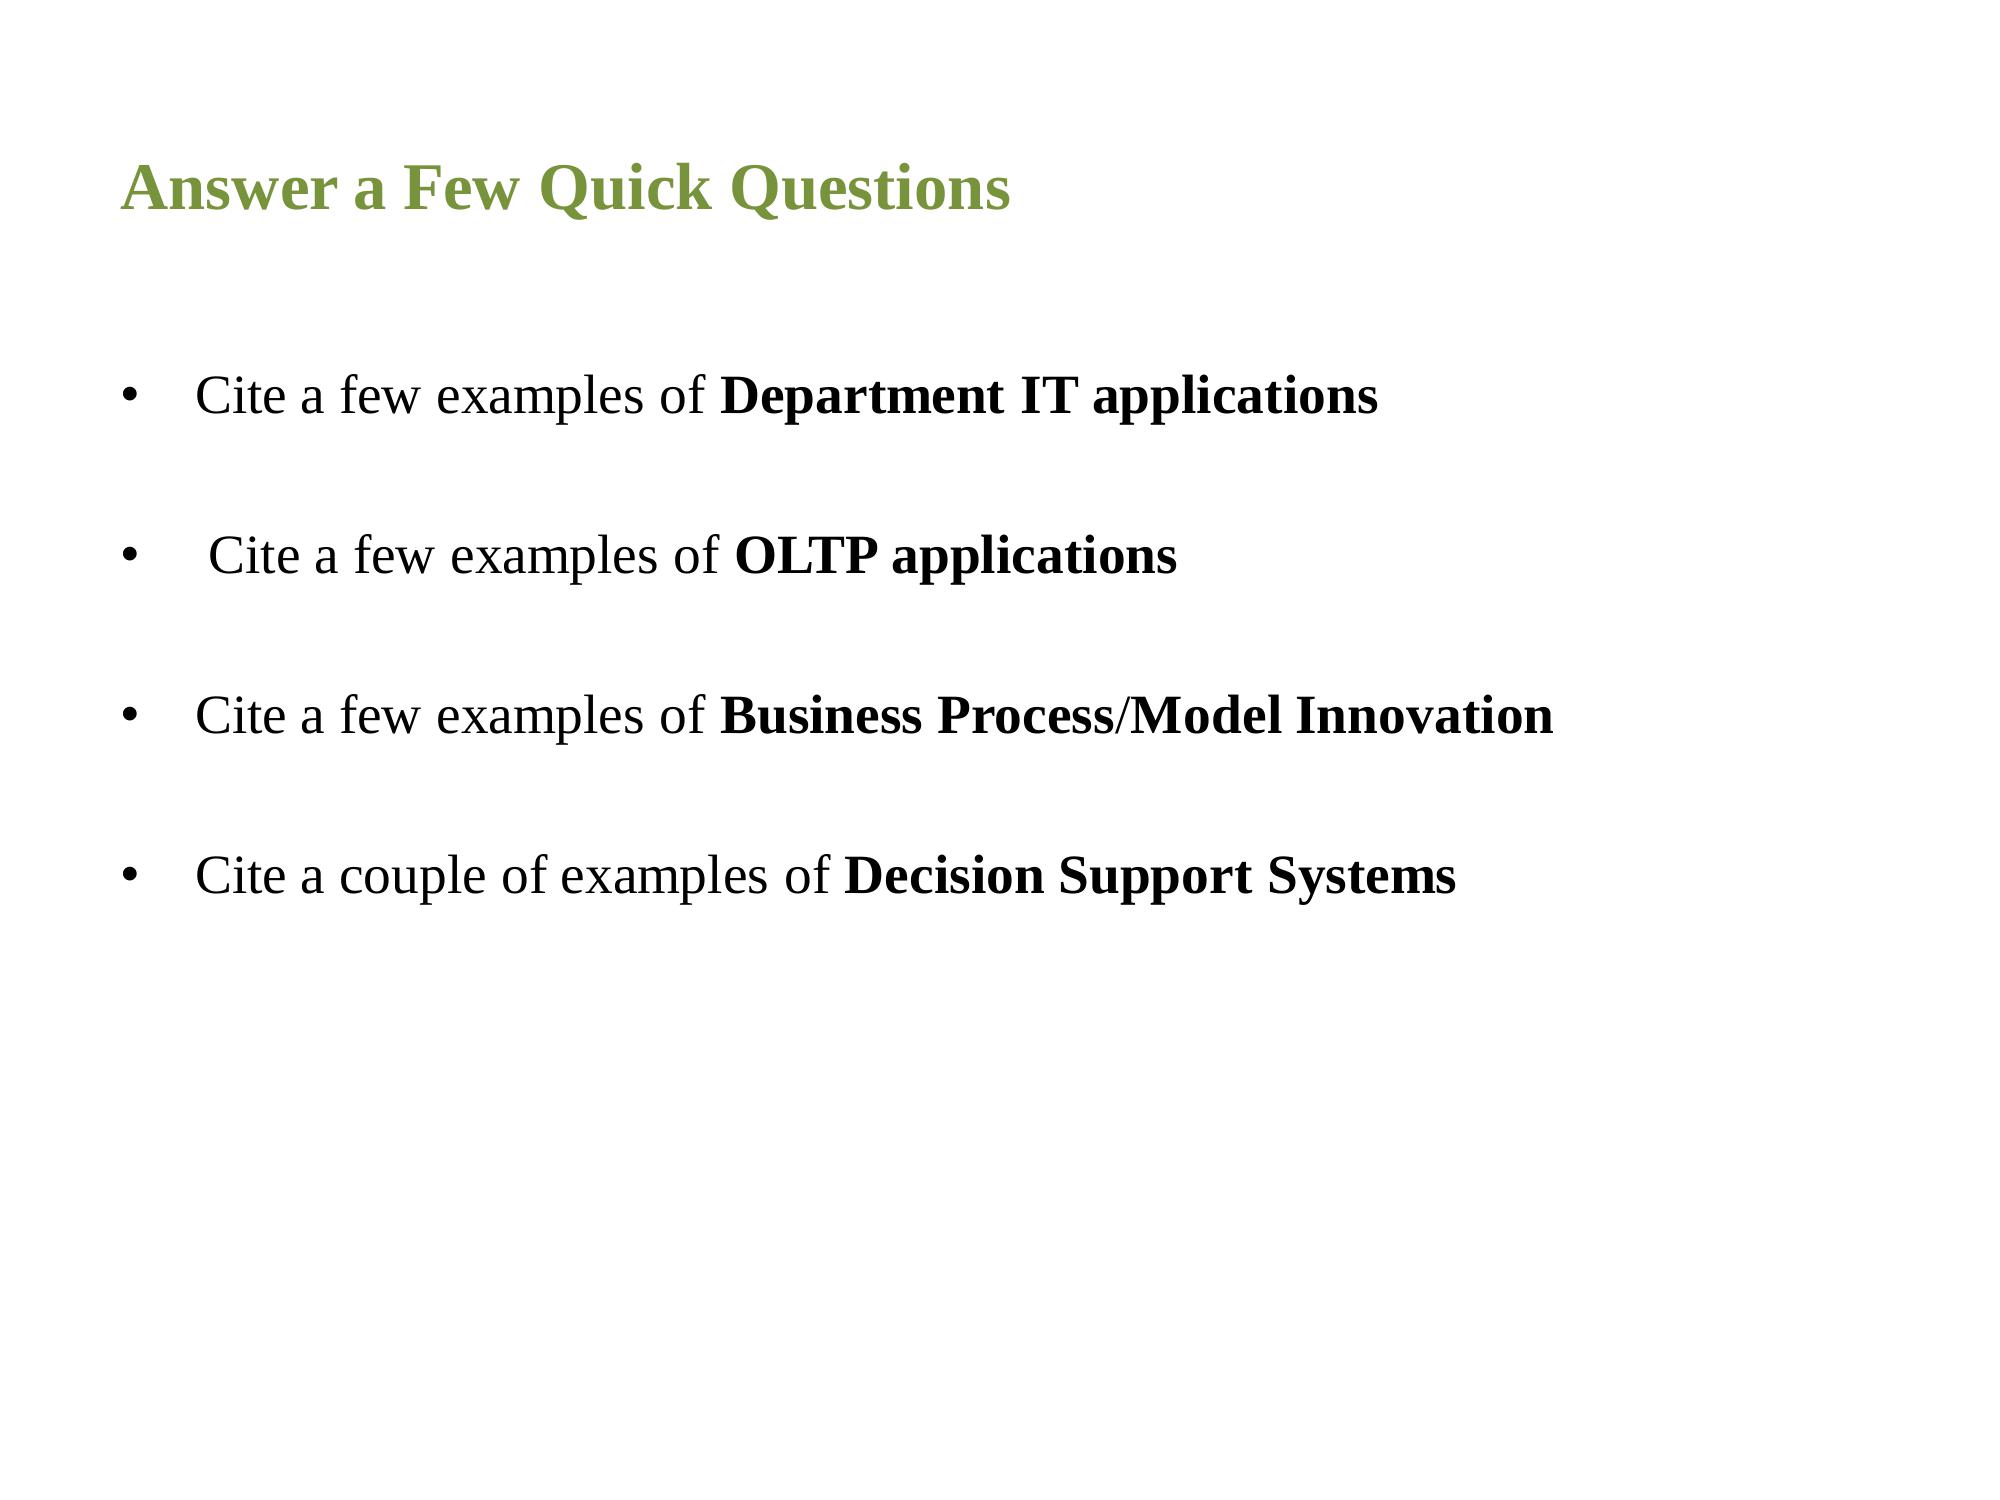 Answer a Few Quick Questions
• Cite a few examples of Department IT applications
• Cite a few examples of OLTP applications
• Cite a few examples of Business Process/Model Innovation
• Cite a couple of examples of Decision Support Systems